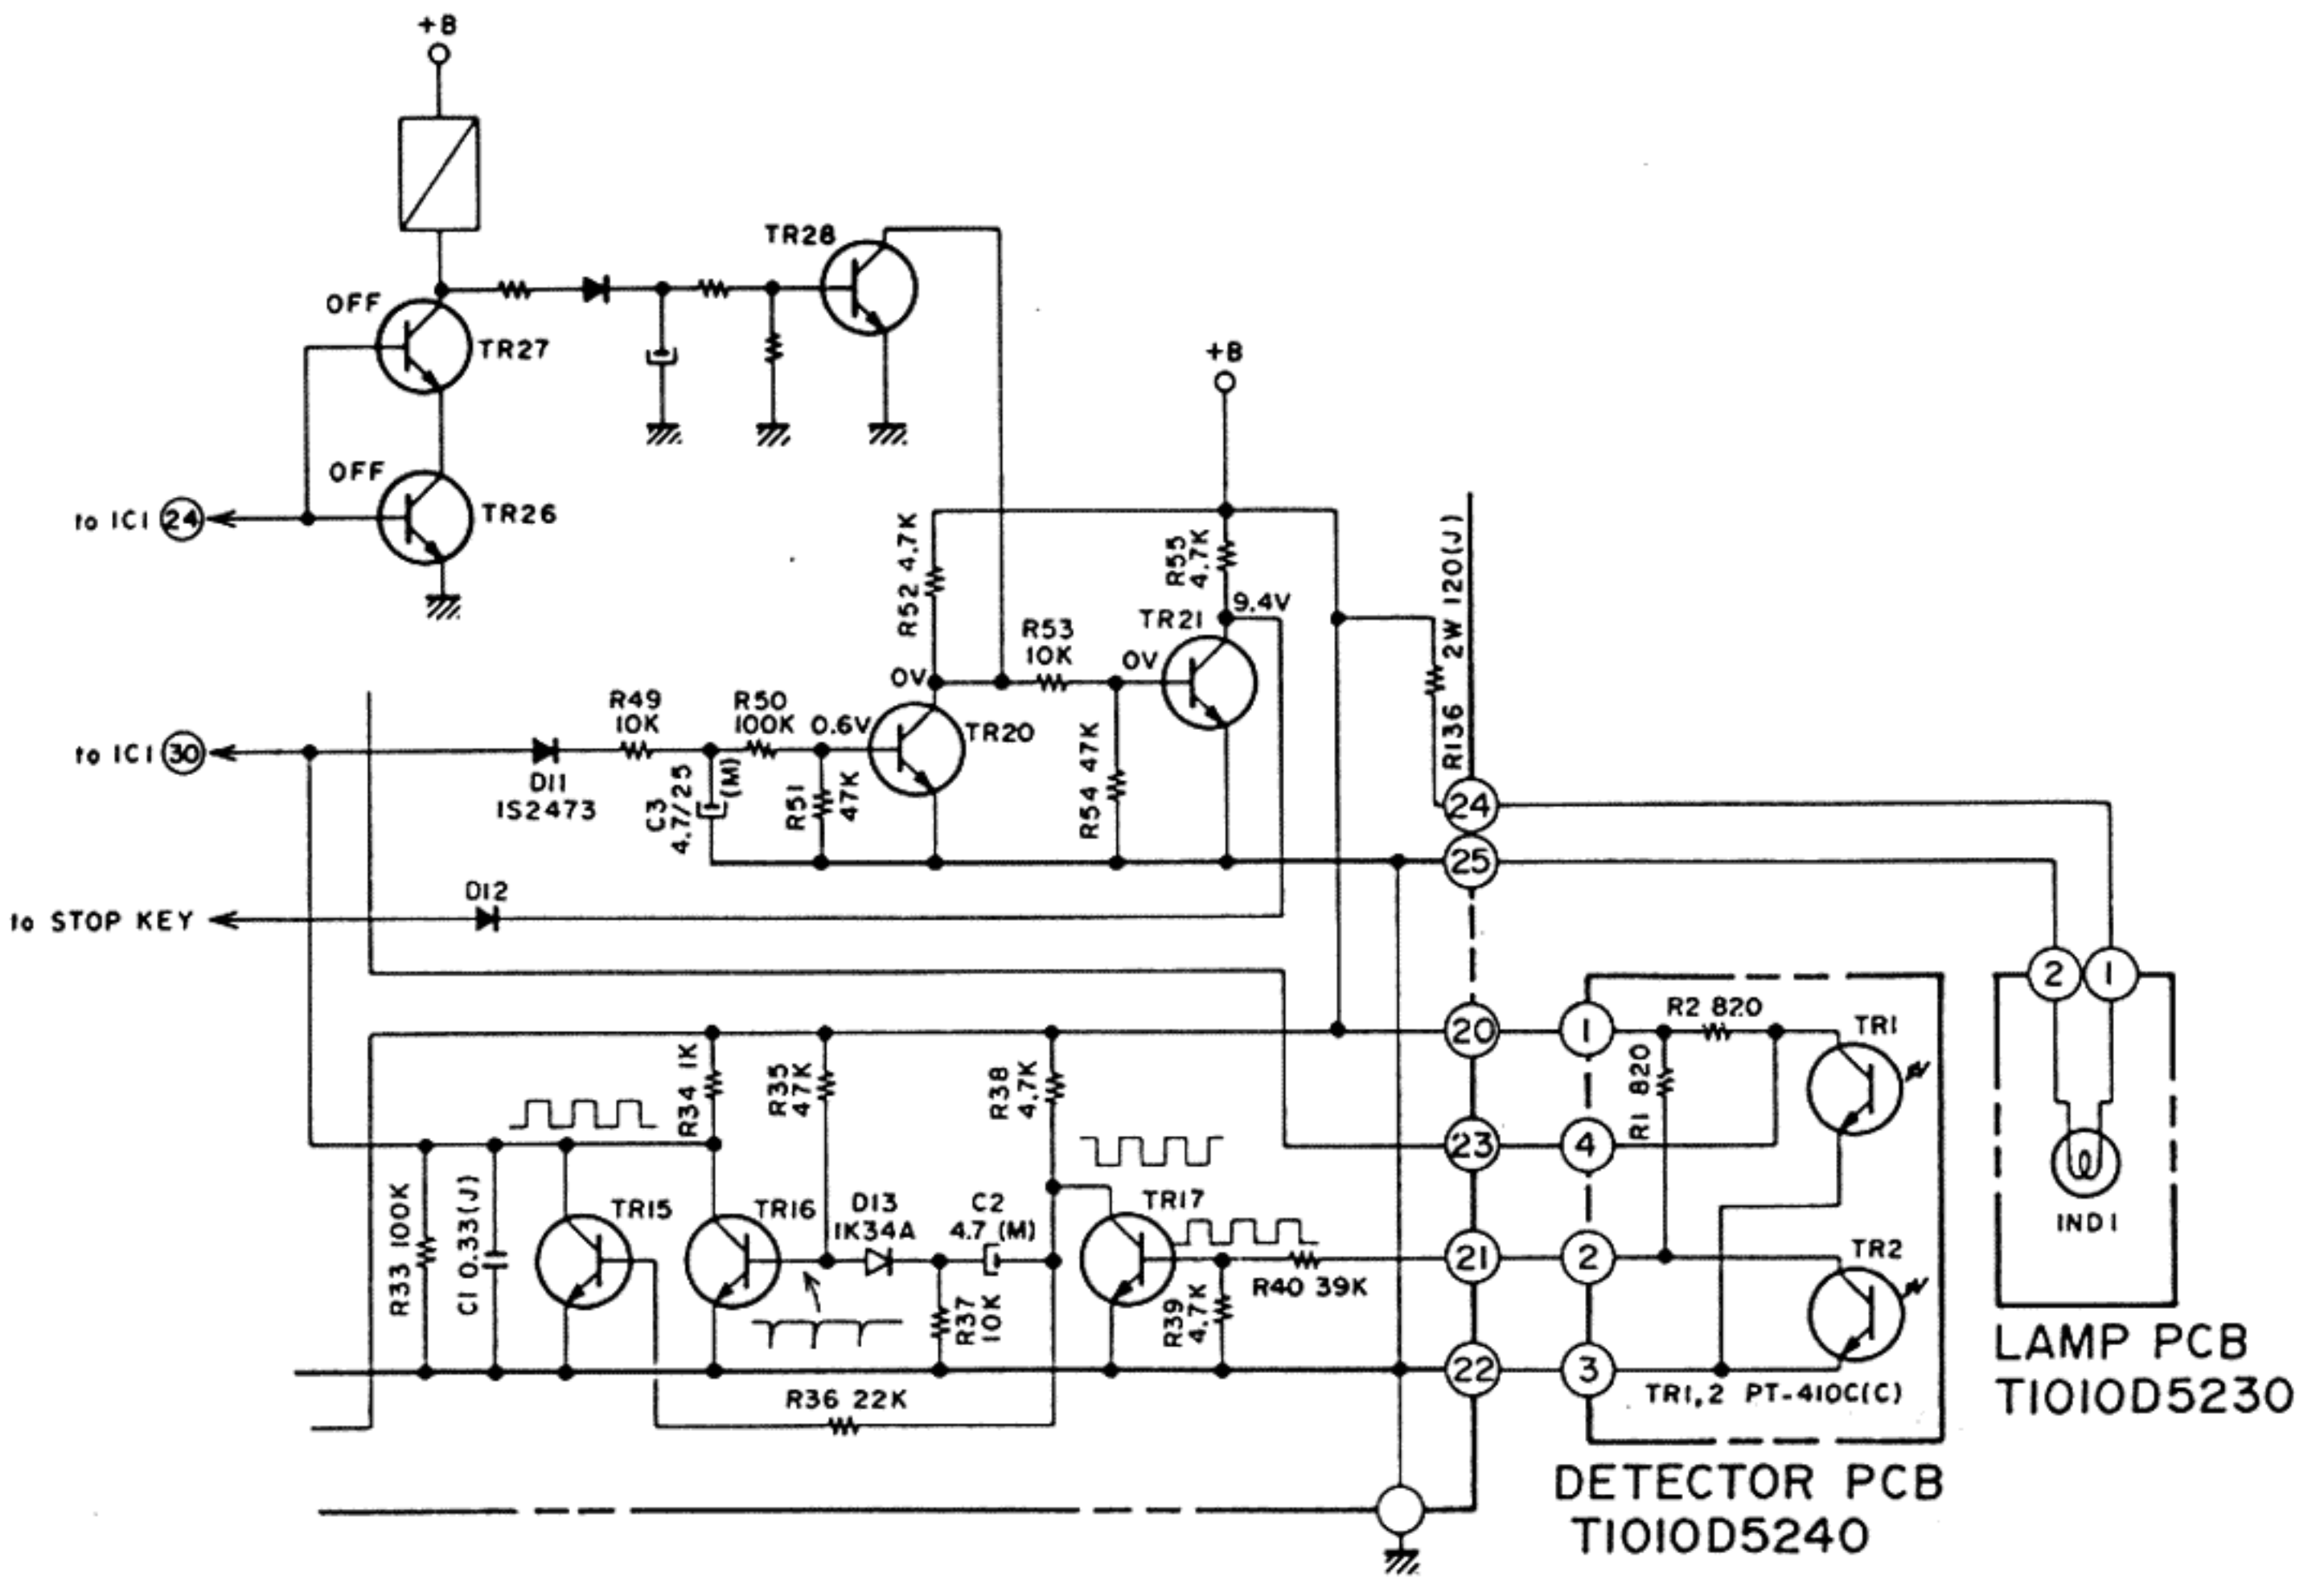 +B
TR28
OFF
TR27
+B
OFF
to IC1 24
TR26
R52 4.7K
R55
4.7K
R136 2W 120(J)
9.4V
TR21
R53
10K
0V
0V
R49
10K
R50
100K
0.6V
TR20
to IC1 30
D11
1S2473
C3
4.7/25
(M)
R51
47K
R54 47K
24
25
D12
to STOP KEY
2
1
20
1
R2 820
TR1
R34 1K
R35
47K
R38
4.7K
R1 820
23
4
R33 100K
C1 0.33(J)
TR15
TR16
D13
1K34A
C2
4.7 (M)
TR17
IND1
21
2
TR2
R40 39K
R37
10K
R39
4.7K
22
3
R36 22K
TR1,2 PT-410C(C)
LAMP PCB
T1010D5230
DETECTOR PCB
T1010D5240